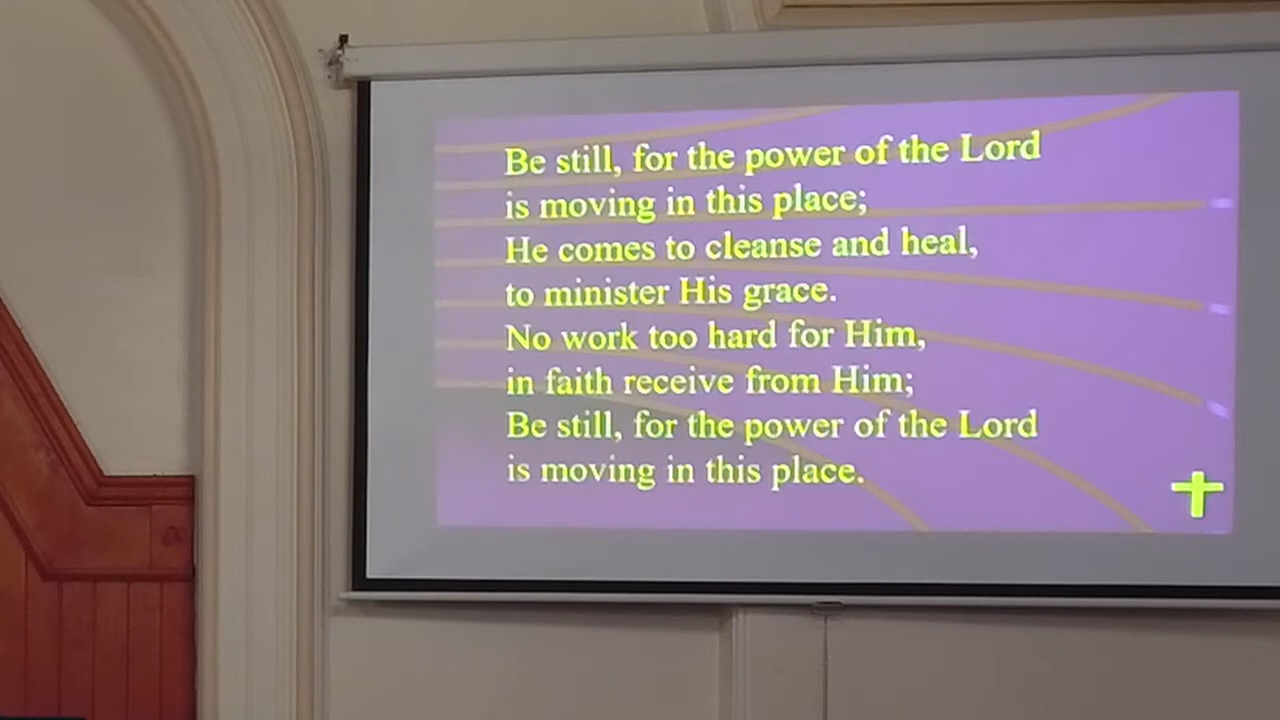 Be still, for the power of the Lord
is moving in this place;
He comes to cleanse and heal,
to minister His grace.
No work too hard for Him,
in faith receive from Him;
Be still, for the power of the Lord
is moving in this place.